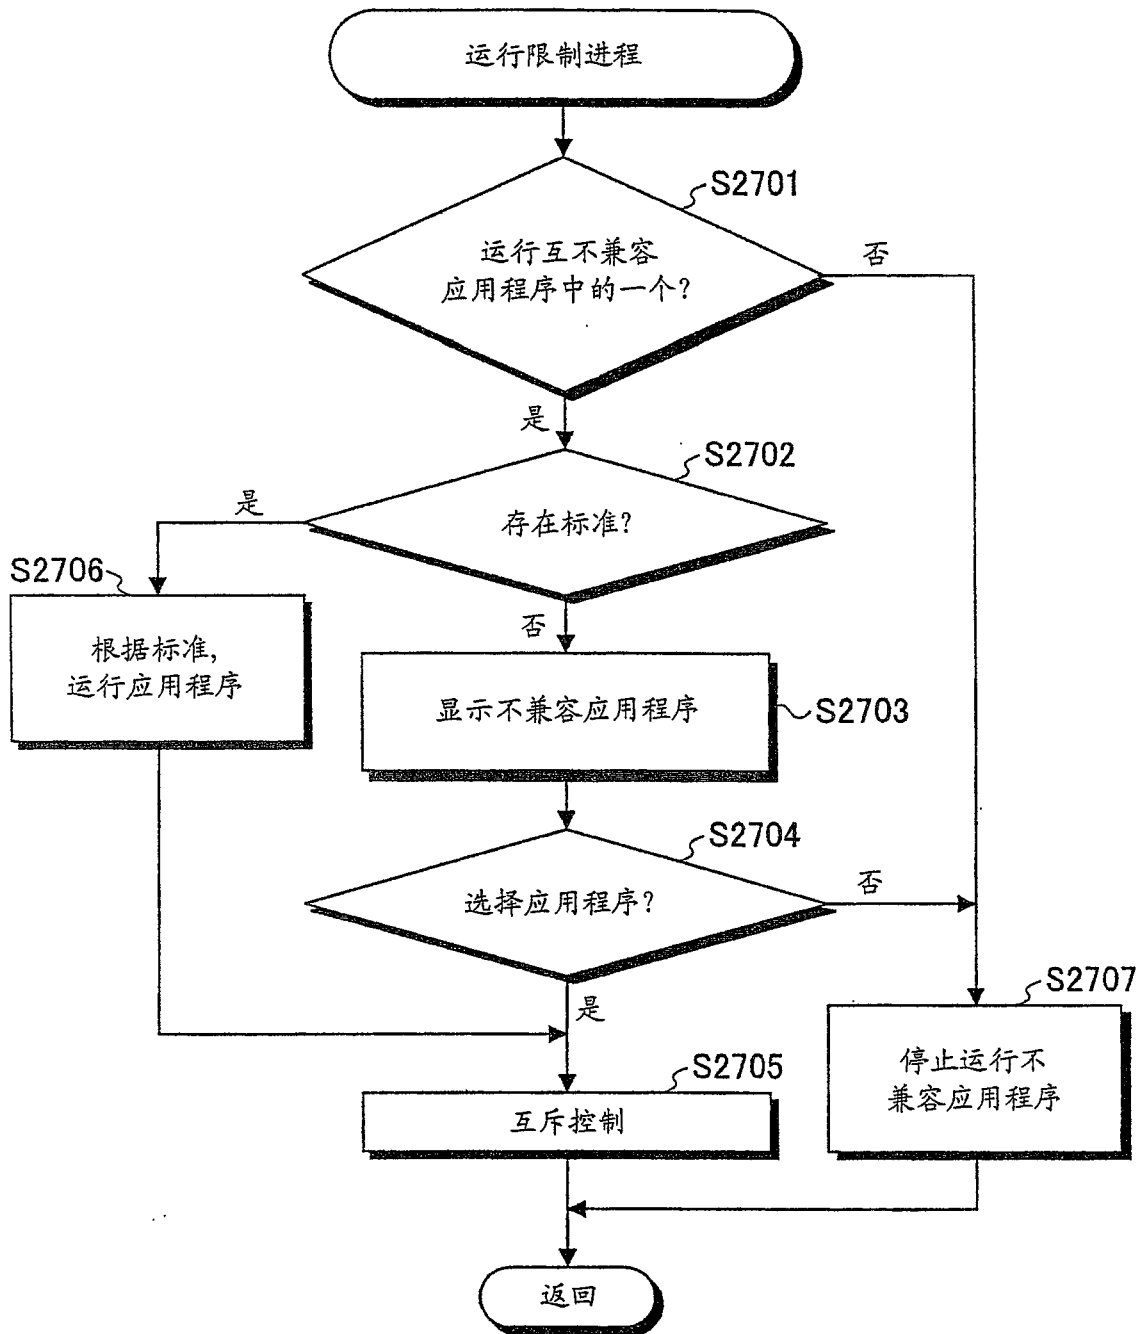 运行限制进程
S2701
运行互不兼容
应用程序中的一个?
否
是
S2702
存在标准?
是
S2706
根据标准,
运行应用程序
否
显示不兼容应用程序
S2703
S2704
选择应用程序?
否
是
S2707
停止运行不
兼容应用程序
S2705
互斥控制
返回